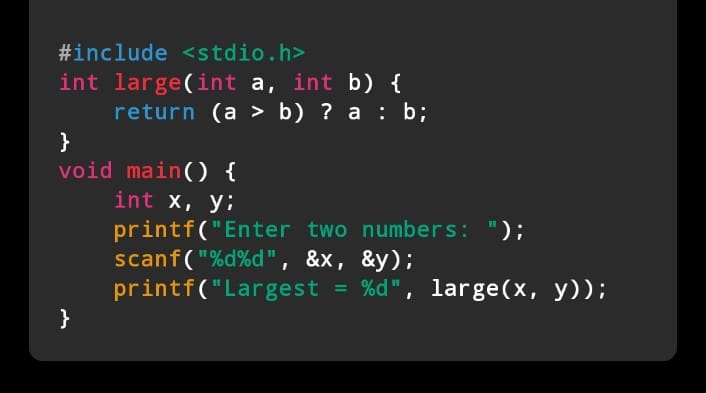 #include <stdio.h>
int large(int a, int b) {
    return (a > b) ? a : b;
}
void main() {
    int x, y;
    printf("Enter two numbers: ");
    scanf("%d%d", &x, &y);
    printf("Largest = %d", large(x, y));
}